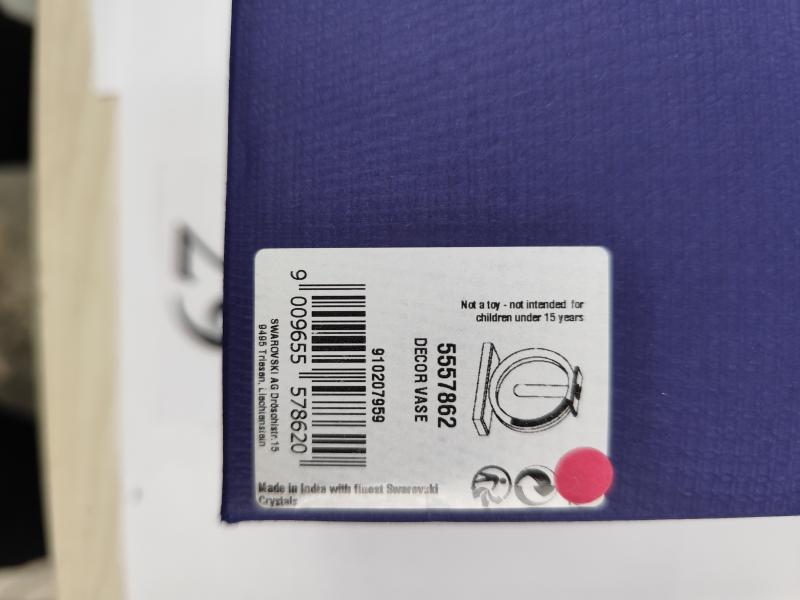 67
Not a toy - not intended for
children under 15 years
5557862
DECOR VASE
910207959
9 009655 578620
SWAROVSKI AG Dröschistr.15
9495 Triesen, Liechtenstein
Made in India with finest Swarovski
Crystals